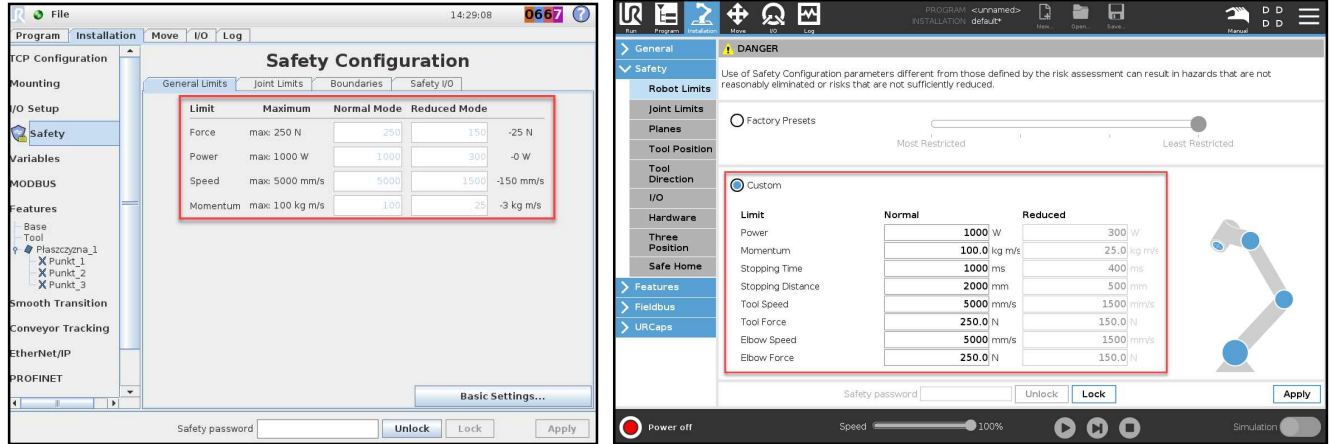 File
14:29:08
0667
?
Program Installation Move I/O Log
TCP Configuration
Mounting
I/O Setup
Safety
Variables
MODBUS
Features
Base
Tool
Płaszczyzna_1
Punkt_1
Punkt_2
Punkt_3
Smooth Transition
Conveyor Tracking
EtherNet/IP
PROFINET
Safety Configuration
General Limits Joint Limits Boundaries Safety I/O
Limit Maximum Normal Mode Reduced Mode
Force max: 250 N 250 150 -25 N
Power max: 1000 W 1000 300 -0 W
Speed max: 5000 mm/s 5000 1500 -150 mm/s
Momentum max: 100 kg m/s 100 25 -3 kg m/s
Basic Settings...
Safety password Unlock Lock Apply
Run Program Installation Move I/O Log
PROGRAM <unnamed>
INSTALLATION default*
New... Open... Save...
Manual
D D
D D
General
Safety
Robot Limits
Joint Limits
Planes
Tool Position
Tool
Direction
I/O
Hardware
Three
Position
Safe Home
Features
Fieldbus
URCaps
DANGER
Use of Safety Configuration parameters different from those defined by the risk assessment can result in hazards that are not
reasonably eliminated or risks that are not sufficiently reduced.
Factory Presets
Most Restricted Least Restricted
Custom
Limit Normal Reduced
Power 1000 W 300 W
Momentum 100.0 kg m/s 25.0 kg m/s
Stopping Time 1000 ms 400 ms
Stopping Distance 2000 mm 500 mm
Tool Speed 5000 mm/s 1500 mm/s
Tool Force 250.0 N 150.0 N
Elbow Speed 5000 mm/s 1500 mm/s
Elbow Force 250.0 N 150.0 N
Safety password Unlock Lock Apply
Power off Speed 100% Simulation